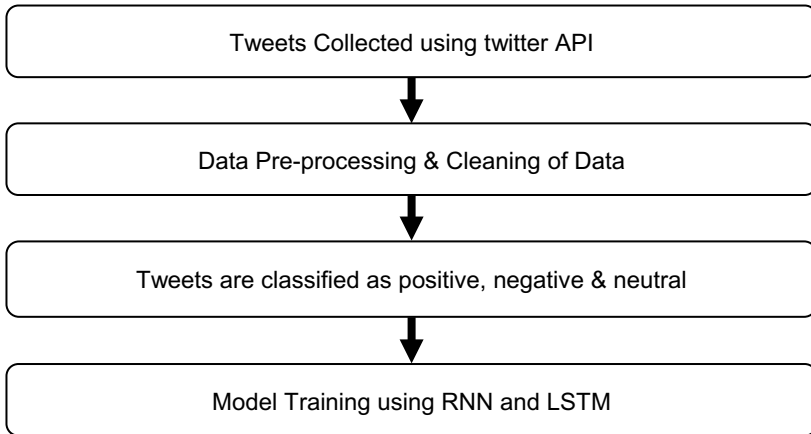 Tweets Collected using twitter API
Data Pre-processing & Cleaning of Data
Tweets are classified as positive, negative & neutral
Model Training using RNN and LSTM